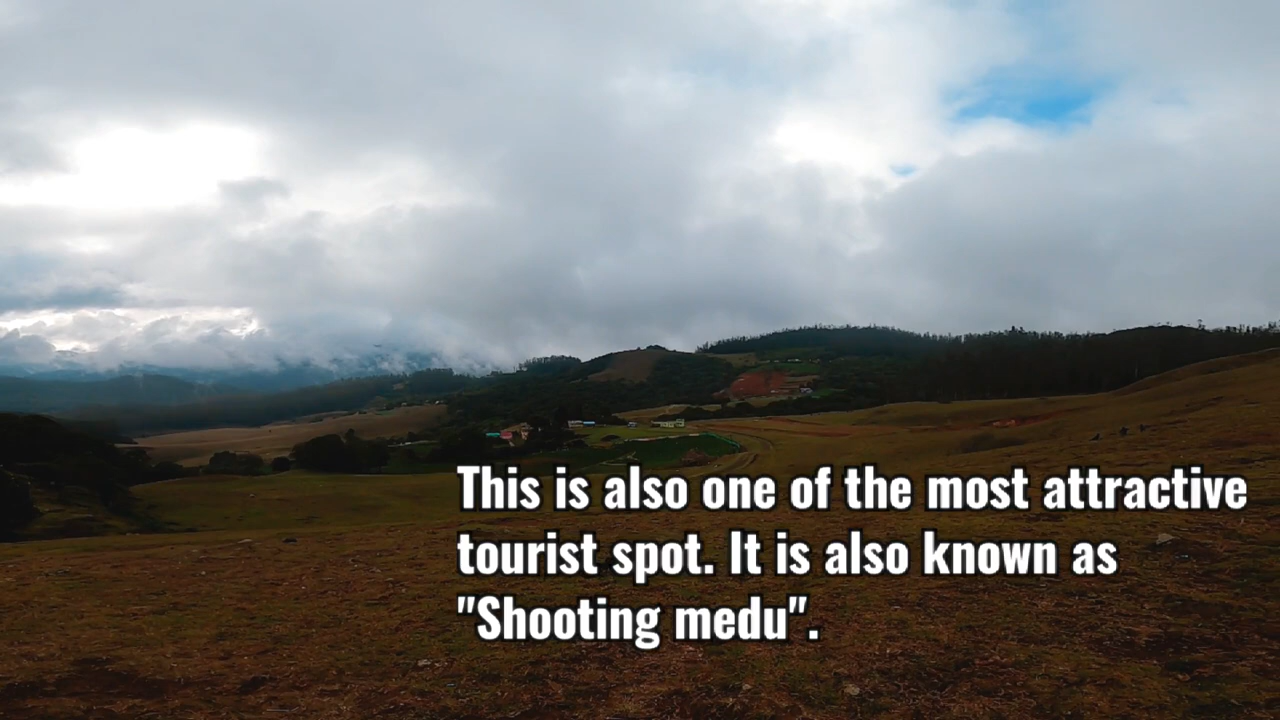 This is also one of the most attractive
tourist spot. It is also known as
"Shooting medu".